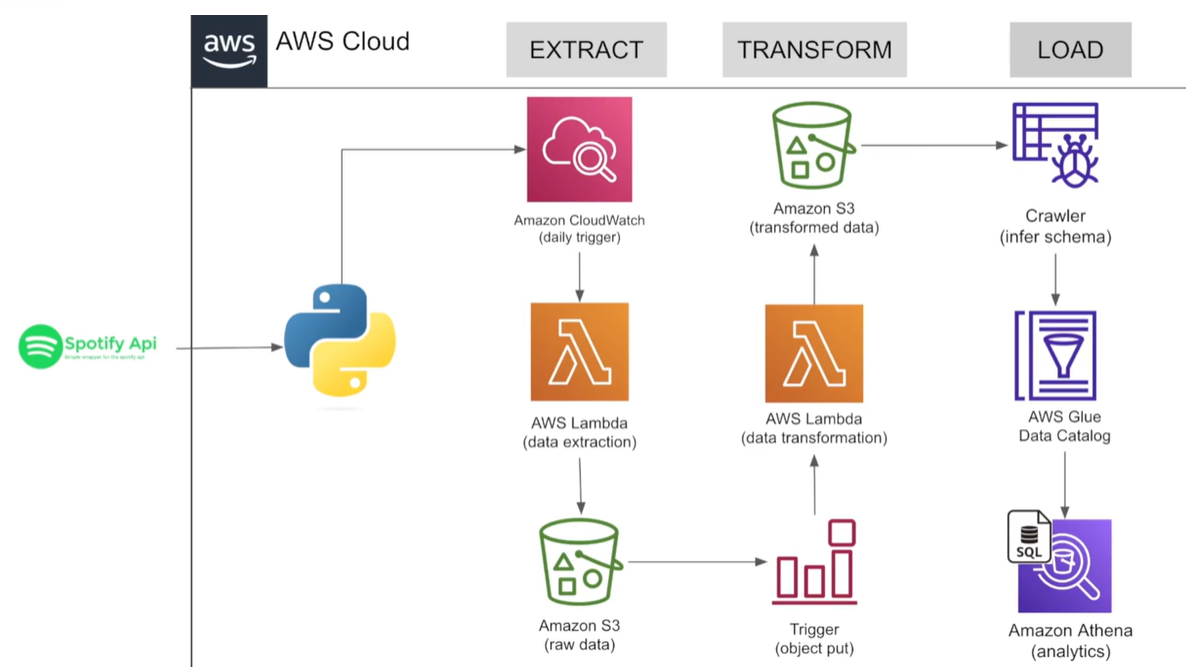 aws
AWS Cloud
EXTRACT
TRANSFORM
LOAD
Amazon CloudWatch
(daily trigger)
Amazon S3
(transformed data)
Crawler
(infer schema)
Spotify Api
Simple wrapper for the spotify api
AWS Lambda
(data extraction)
AWS Lambda
(data transformation)
AWS Glue
Data Catalog
SQL
Amazon S3
(raw data)
Trigger
(object put)
Amazon Athena
(analytics)